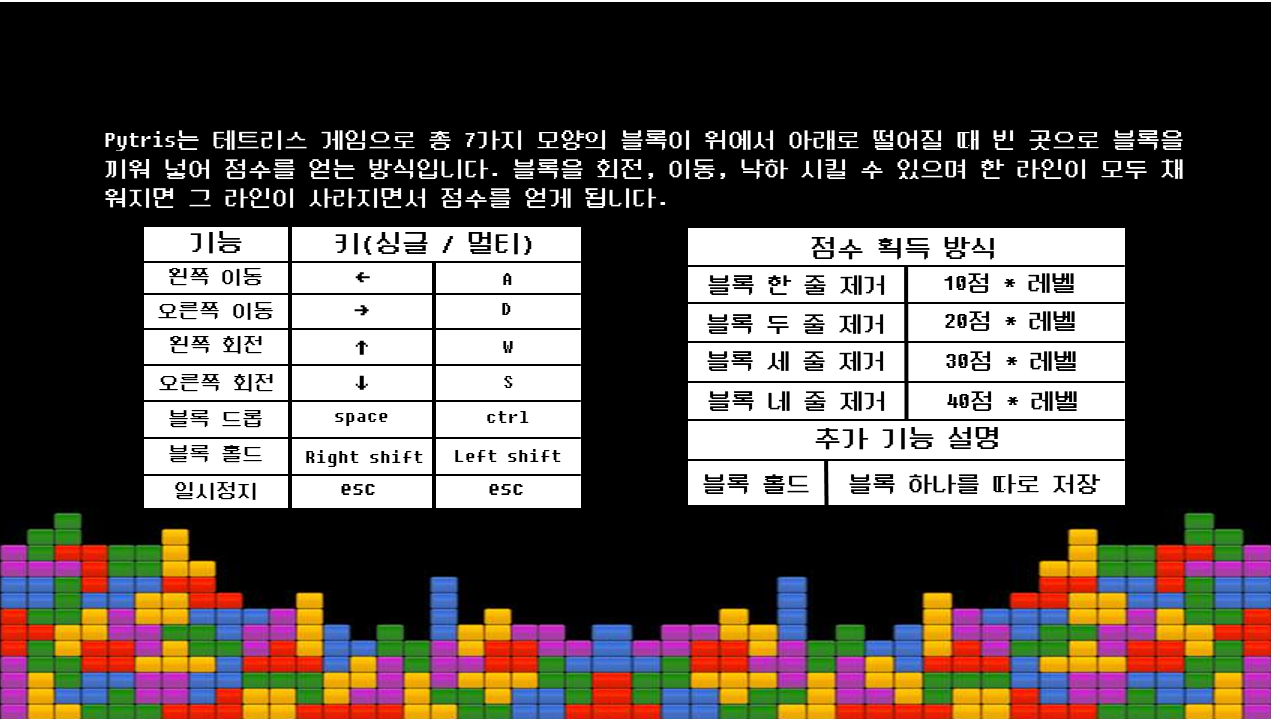 Pytris는 테트리스 게임으로 총 7가지 모양의 블록이 위에서 아래로 떨어질 때 빈 곳으로 블록을
끼워 넣어 점수를 얻는 방식입니다. 블록을 회전, 이동, 낙하 시킬 수 있으며 한 라인이 모두 채
워지면 그 라인이 사라지면서 점수를 얻게 됩니다.
기능 키(싱글 / 멀티)
왼쪽 이동 ← A
오른쪽 이동 → D
왼쪽 회전 ↑ W
오른쪽 회전 ↓ S
블록 드롭 space ctrl
블록 홀드 Right shift Left shift
일시정지 esc esc
점수 획득 방식
블록 한 줄 제거 10점 * 레벨
블록 두 줄 제거 20점 * 레벨
블록 세 줄 제거 30점 * 레벨
블록 네 줄 제거 40점 * 레벨
추가 기능 설명
블록 홀드 블록 하나를 따로 저장